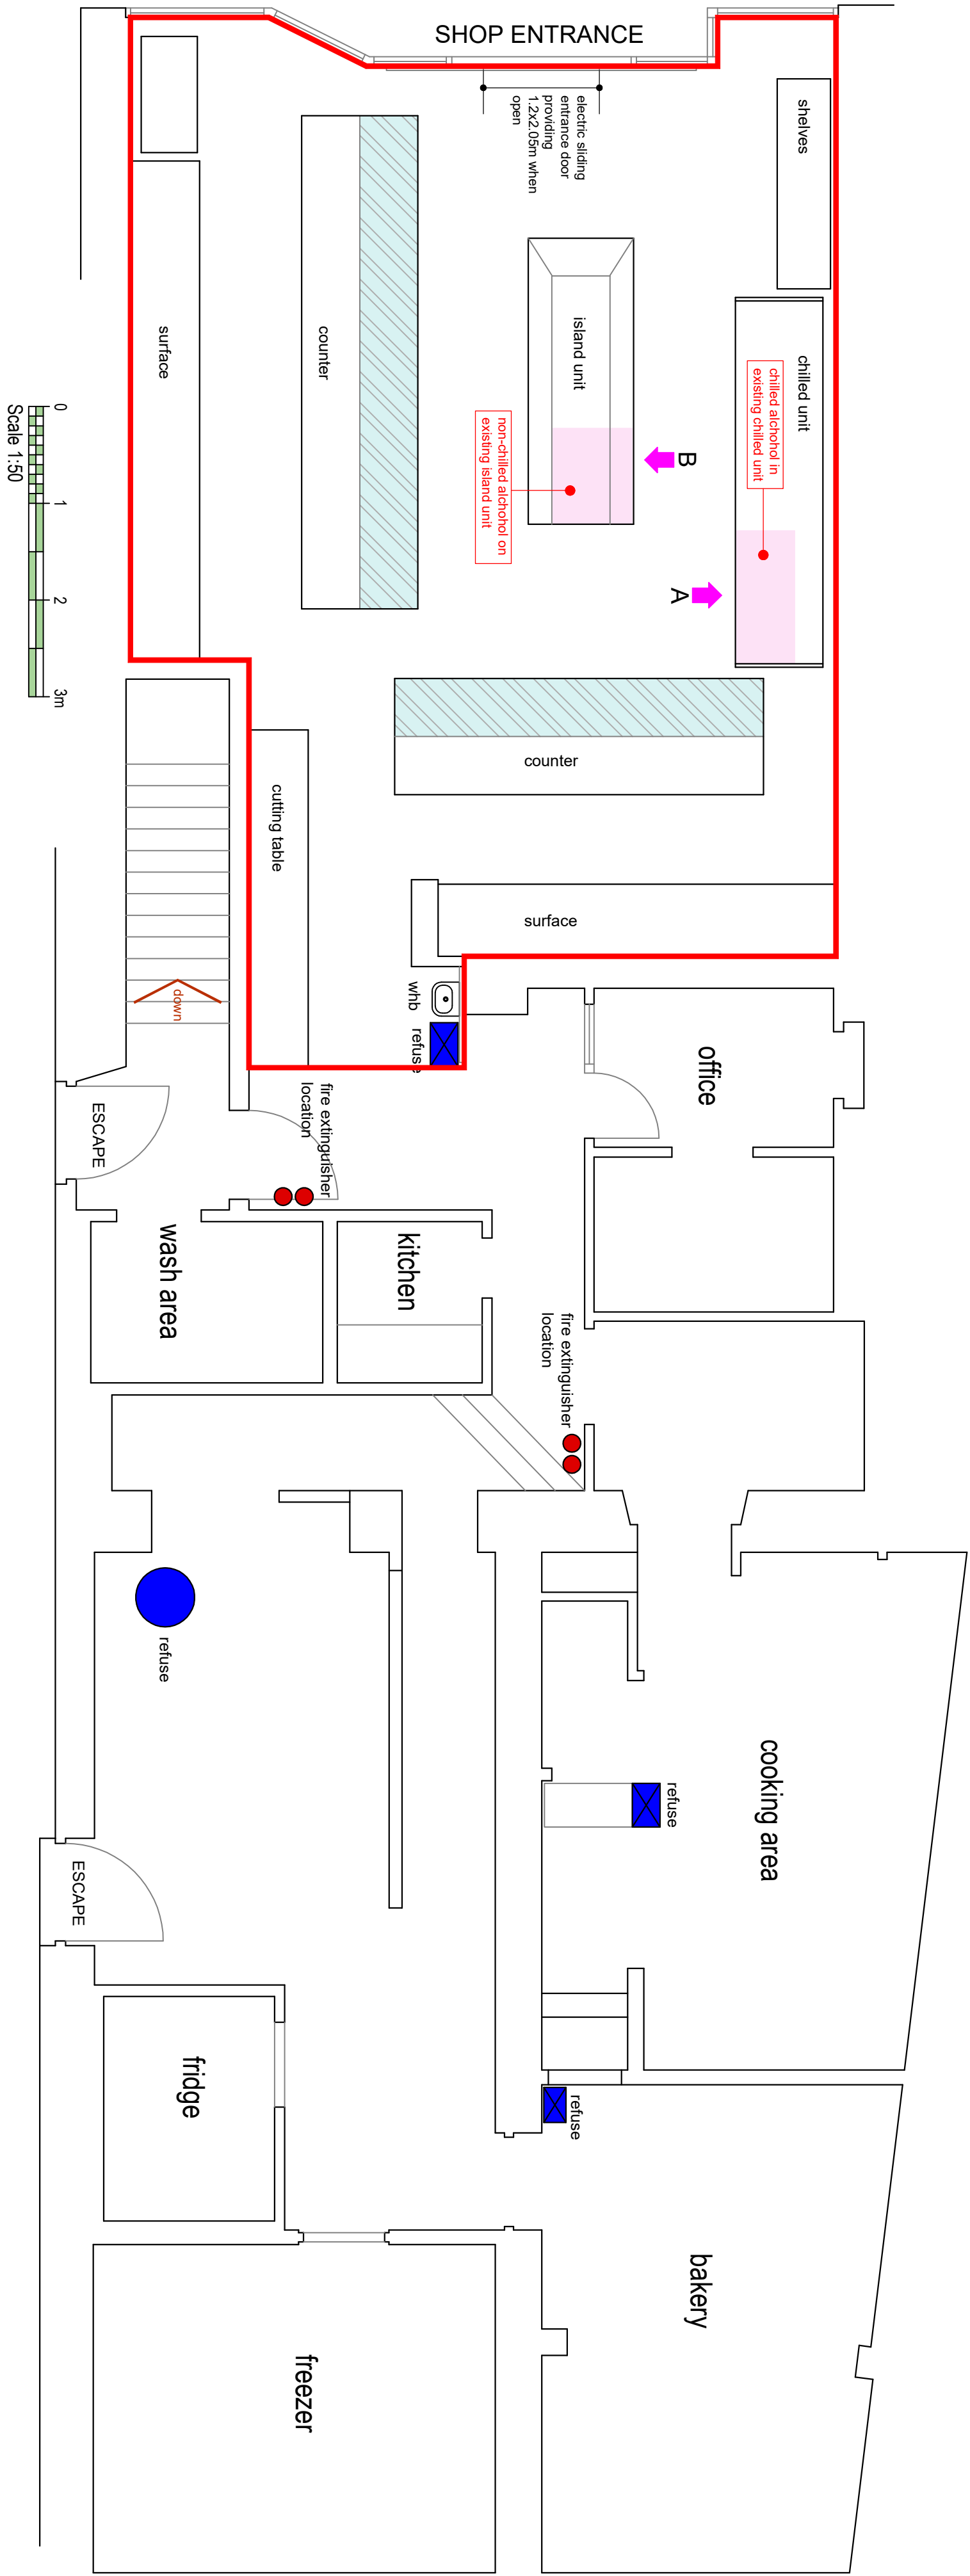 SHOP ENTRANCE
electric sliding
entrance door
providing
1.2x2.05m when
open
shelves
island unit
chilled unit
counter
surface
chilled alchohol in
existing chilled unit
non-chilled alchohol on
existing island unit
B
A
0
1
2
3m
Scale 1:50
counter
cutting table
surface
down
whb
refuse
office
fire extinguisher
location
ESCAPE
wash area
kitchen
fire extinguisher
location
refuse
cooking area
refuse
ESCAPE
fridge
refuse
bakery
freezer